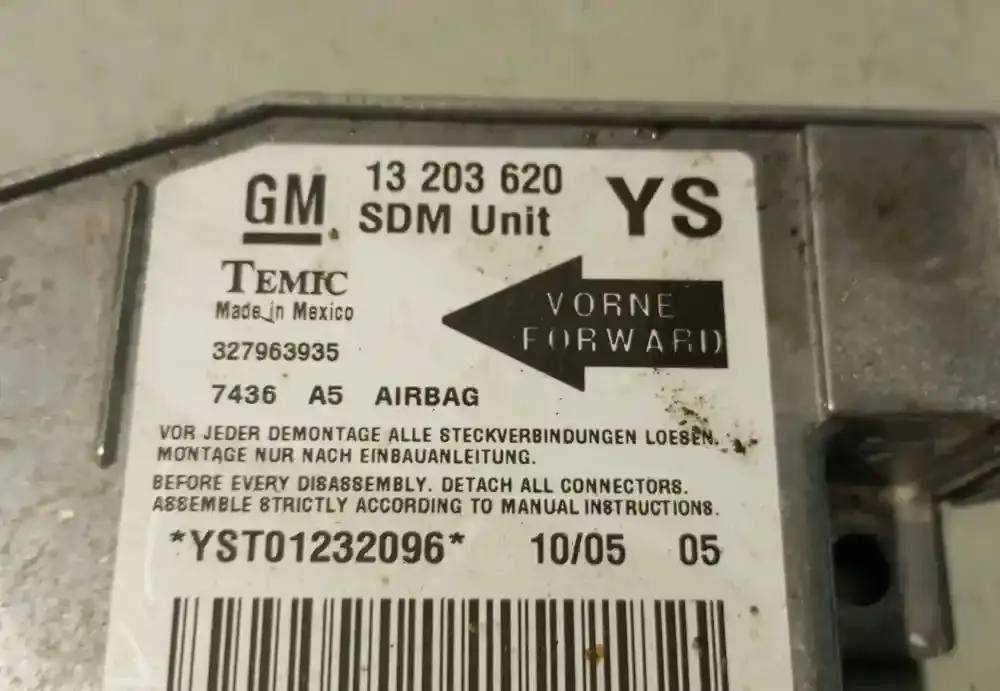 GM 13 203 620 YS
SDM Unit
TEMIC
Made in Mexico
VORNE
FORWARD
327963935
7436 A5 AIRBAG
VOR JEDER DEMONTAGE ALLE STECKVERBINDUNGEN LOESEN.
MONTAGE NUR NACH EINBAUANLEITUNG.
BEFORE EVERY DISASSEMBLY. DETACH ALL CONNECTORS.
ASSEMBLE STRICTLY ACCORDING TO MANUAL INSTRUCTIONS.
*YST01232096* 10/05 05